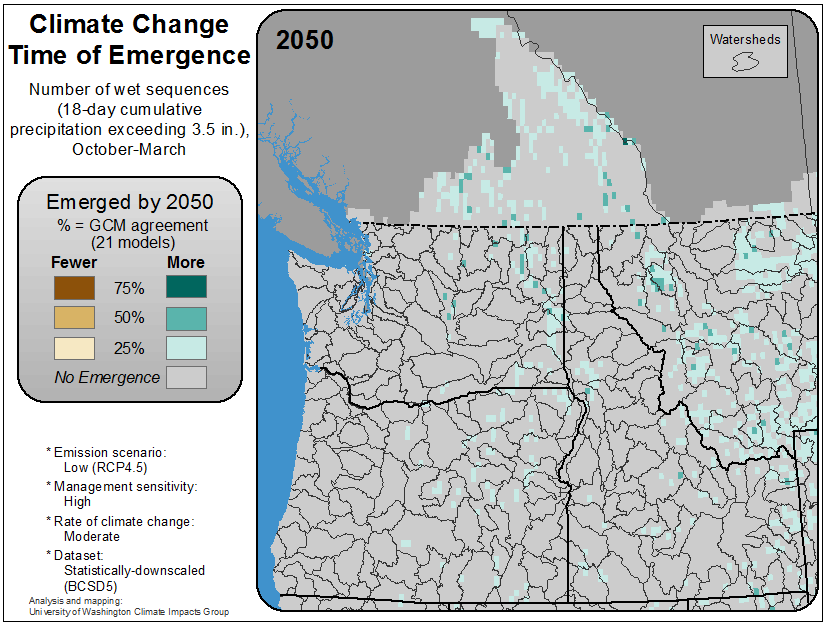 Climate Change
Time of Emergence
Number of wet sequences
(18-day cumulative
precipitation exceeding 3.5 in.),
October-March
Emerged by 2050
% = GCM agreement
(21 models)
Fewer More
75%
50%
25%
No Emergence
* Emission scenario:
Low (RCP4.5)
* Management sensitivity:
High
* Rate of climate change:
Moderate
* Dataset:
Statistically-downscaled
(BCSD5)
Analysis and mapping:
University of Washington Climate Impacts Group
2050
Watersheds